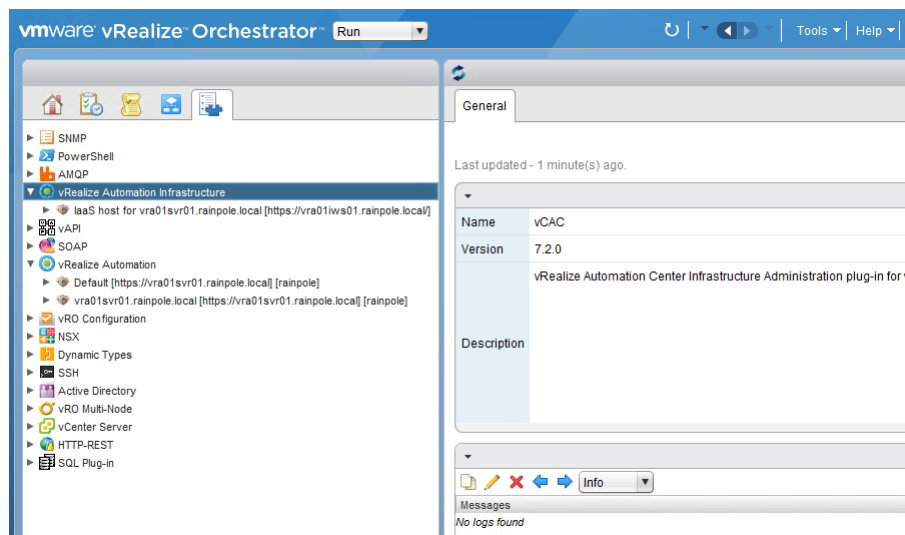 vmware vRealize™ Orchestrator™ Run Tools Help
General
SNMP
PowerShell
AMQP
vRealize Automation Infrastructure
IaaS host for vra01svr01.rainpole.local [https://vra01iws01.rainpole.local/]
vAPI
SOAP
vRealize Automation
Default [https://vra01svr01.rainpole.local] [rainpole]
vra01svr01.rainpole.local [https://vra01svr01.rainpole.local] [rainpole]
vRO Configuration
NSX
Dynamic Types
SSH
Active Directory
vRO Multi-Node
vCenter Server
HTTP-REST
SQL Plug-in
Last updated - 1 minute(s) ago.
Name vCAC
Version 7.2.0
Description vRealize Automation Center Infrastructure Administration plug-in for
Info
Messages
No logs found